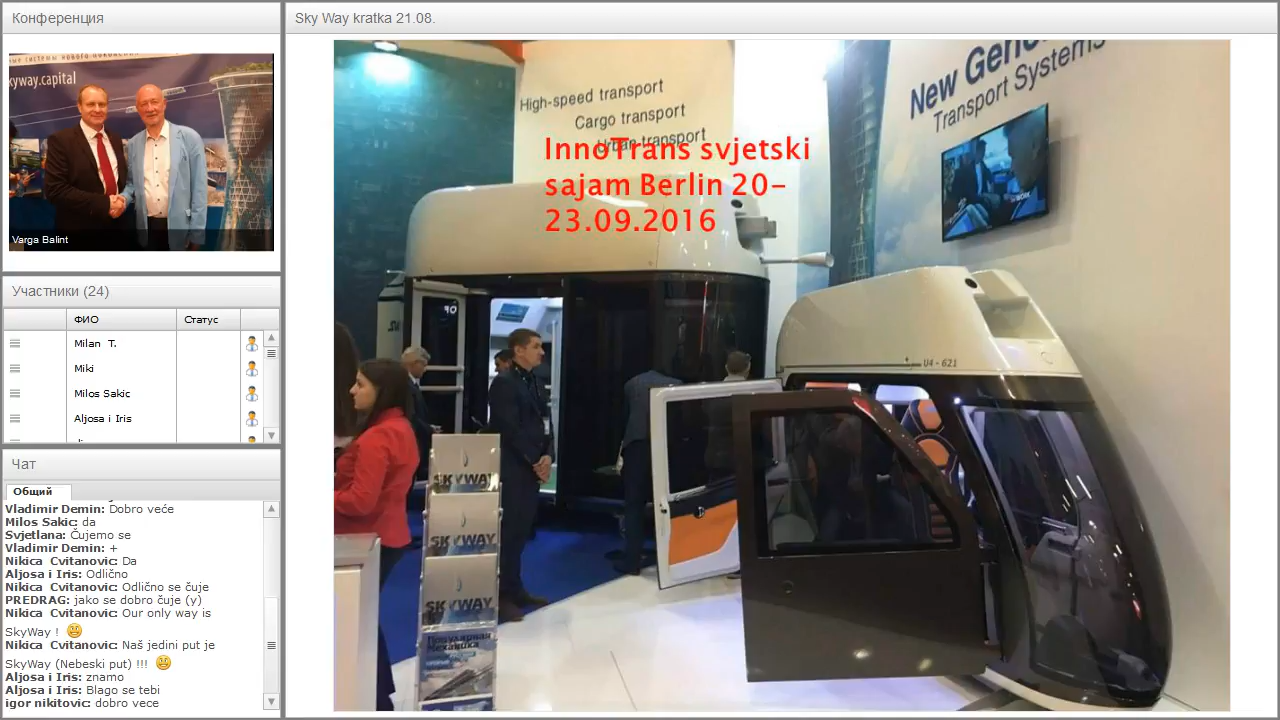 Конференция
skyway.capital
Varga Balint
Участники (24)
ФИО
Статус
Milan T.
Miki
Milos Sakic
Aljosa i Iris
Чат
Общий
Vladimir Demin: Dobro veće
Milos Sakic: da
Svjetlana: Čujemo se
Vladimir Demin: +
Nikica Cvitanovic: Da
Aljosa i Iris: Odlično
Nikica Cvitanovic: Odlično se čuje
PREDRAG: jako se dobro čuje (y)
Nikica Cvitanovic: Our only way is
SkyWay !
Nikica Cvitanovic: Naš jedini put je
SkyWay (Nebeski put) !!!
Aljosa i Iris: znamo
Aljosa i Iris: Blago se tebi
igor nikitovic: dobro vece
Sky Way kratka 21.08.
High-speed transport
Cargo transport
Urban transport
New
Transport Systems
InnoTrans svjetski
sajam Berlin 20-
23.09.2016
U4 - 621
SKYWAY
SKYWAY
SKYWAY
Популярная
Механика